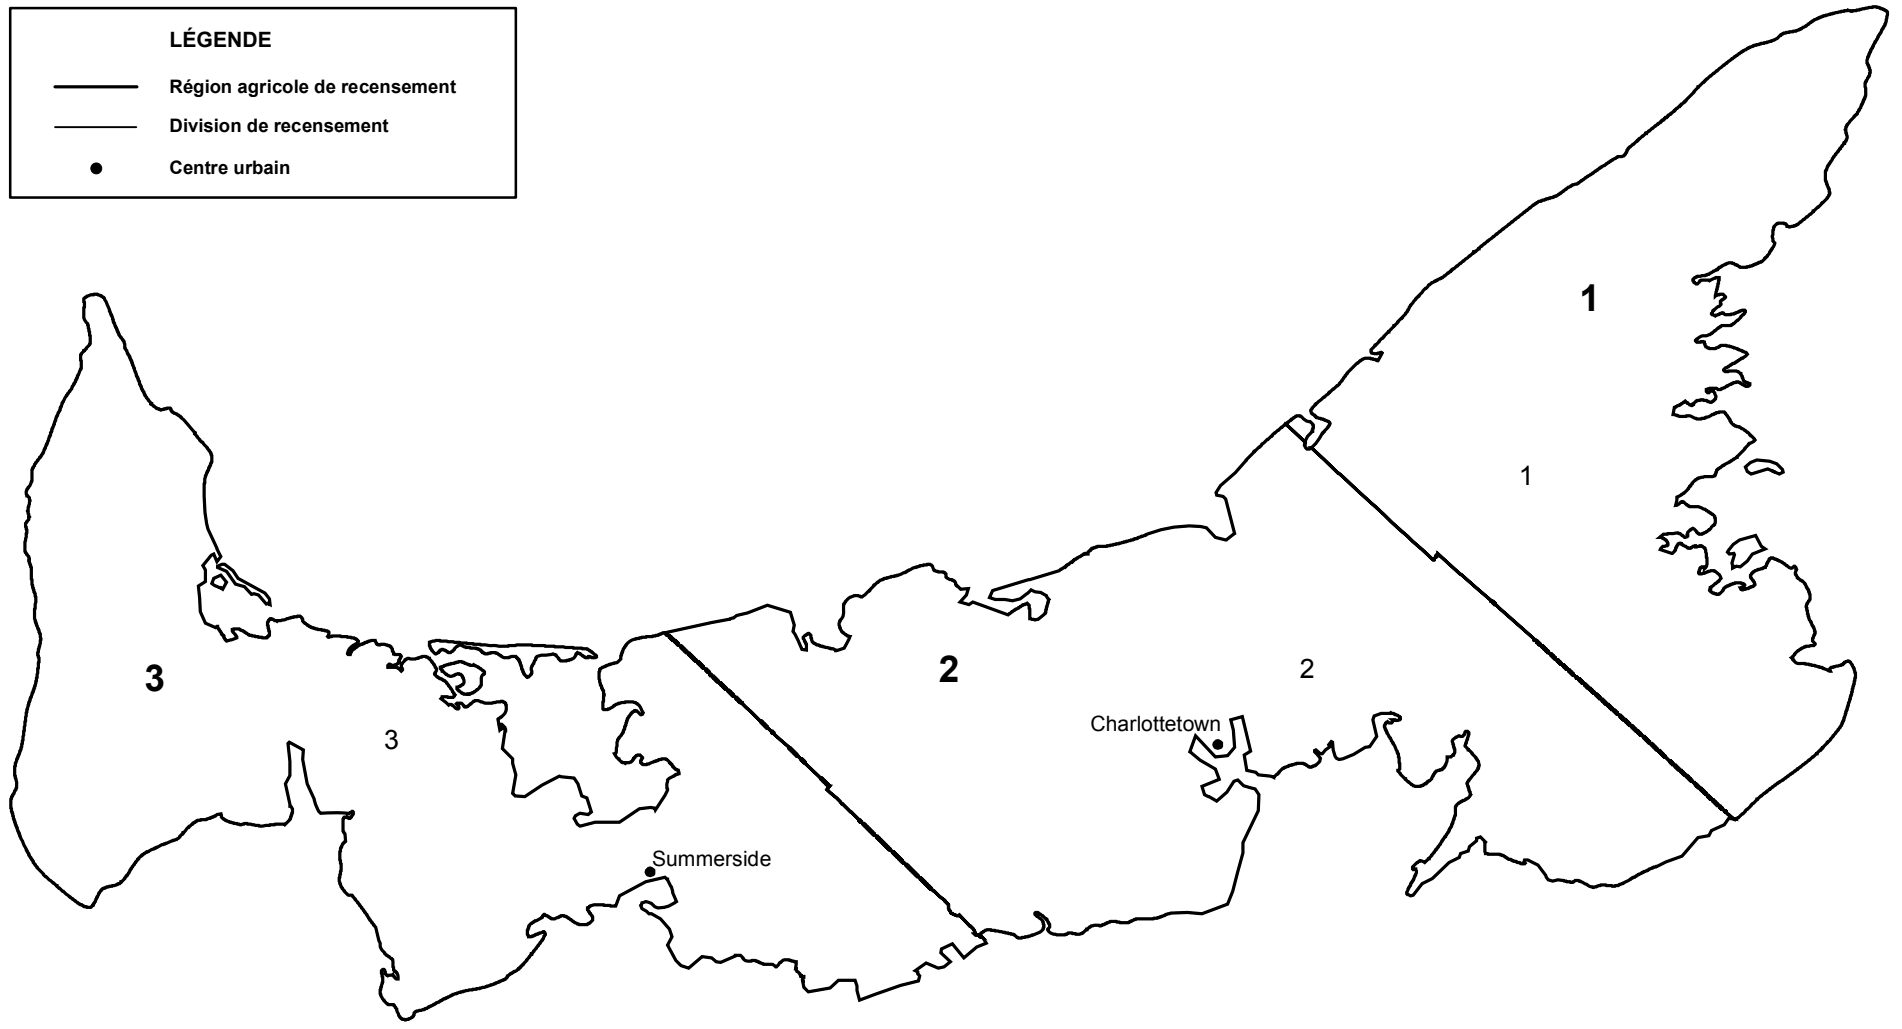 LÉGENDE
Région agricole de recensement
Division de recensement
Centre urbain
1
1
3
2
2
3
Charlottetown
Summerside